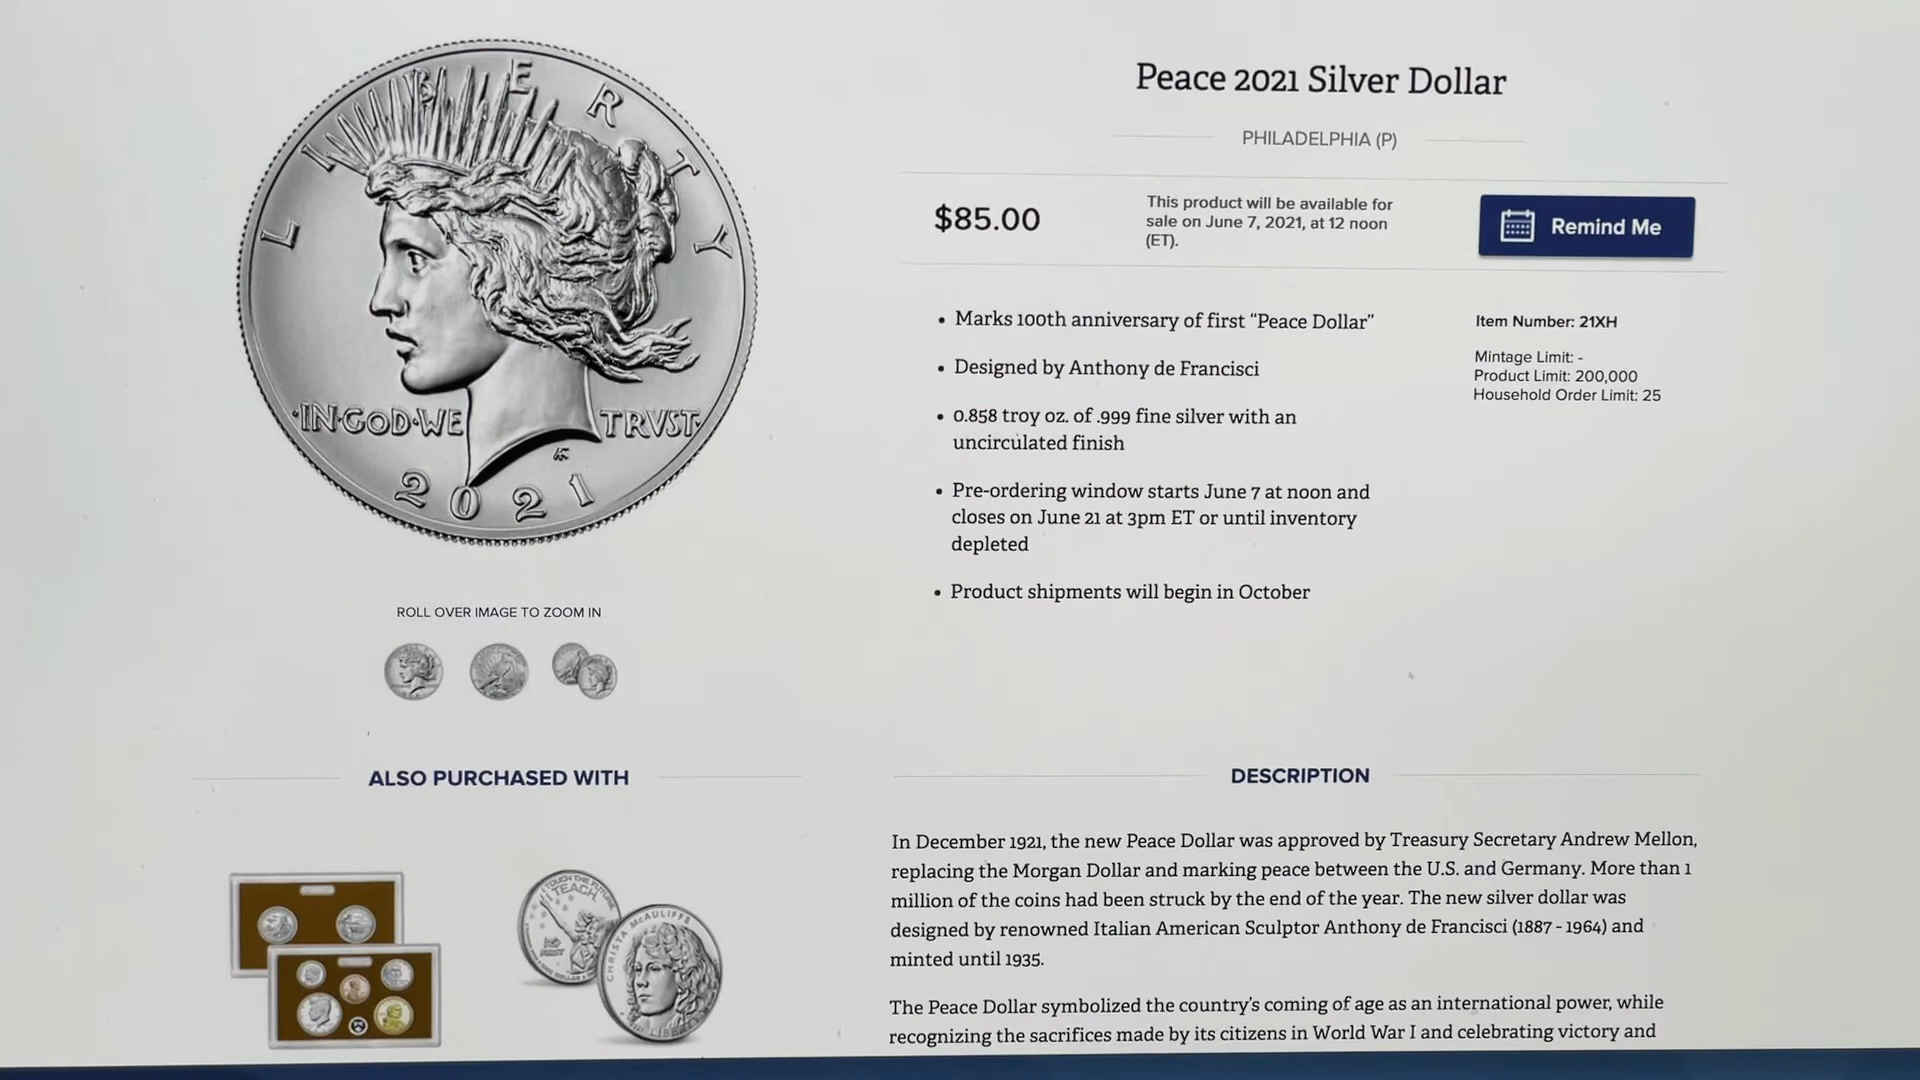 LIBERTY
IN·GOD·WE TRVST
2021
ROLL OVER IMAGE TO ZOOM IN
ALSO PURCHASED WITH
I TOUCH THE FUTURE
TEACH
CHRISTA McAULIFFE
LIBERTY
Peace 2021 Silver Dollar
PHILADELPHIA (P)
$85.00
This product will be available for
sale on June 7, 2021, at 12 noon
(ET).
Remind Me
• Marks 100th anniversary of first “Peace Dollar”
• Designed by Anthony de Francisci
• 0.858 troy oz. of .999 fine silver with an
uncirculated finish
• Pre-ordering window starts June 7 at noon and
closes on June 21 at 3pm ET or until inventory
depleted
• Product shipments will begin in October
Item Number: 21XH
Mintage Limit: -
Product Limit: 200,000
Household Order Limit: 25
DESCRIPTION
In December 1921, the new Peace Dollar was approved by Treasury Secretary Andrew Mellon,
replacing the Morgan Dollar and marking peace between the U.S. and Germany. More than 1
million of the coins had been struck by the end of the year. The new silver dollar was
designed by renowned Italian American Sculptor Anthony de Francisci (1887 - 1964) and
minted until 1935.
The Peace Dollar symbolized the country's coming of age as an international power, while
recognizing the sacrifices made by its citizens in World War I and celebrating victory and